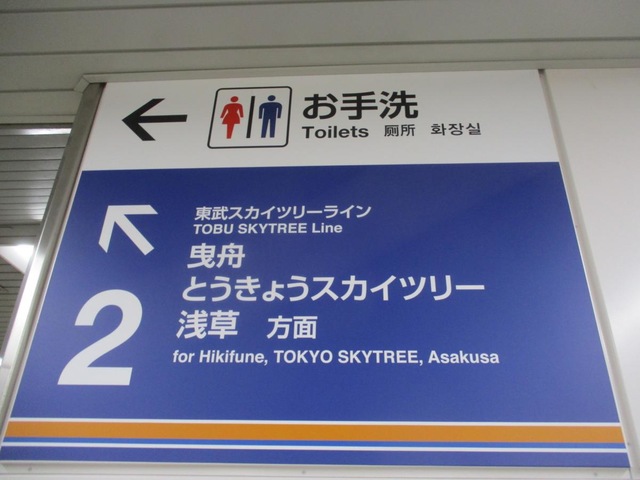 お手洗
Toilets 厕所 화장실
東武スカイツリーライン
TOBU SKYTREE Line
曳舟
とうきょうスカイツリー
2
浅草 方面
for Hikifune, TOKYO SKYTREE, Asakusa